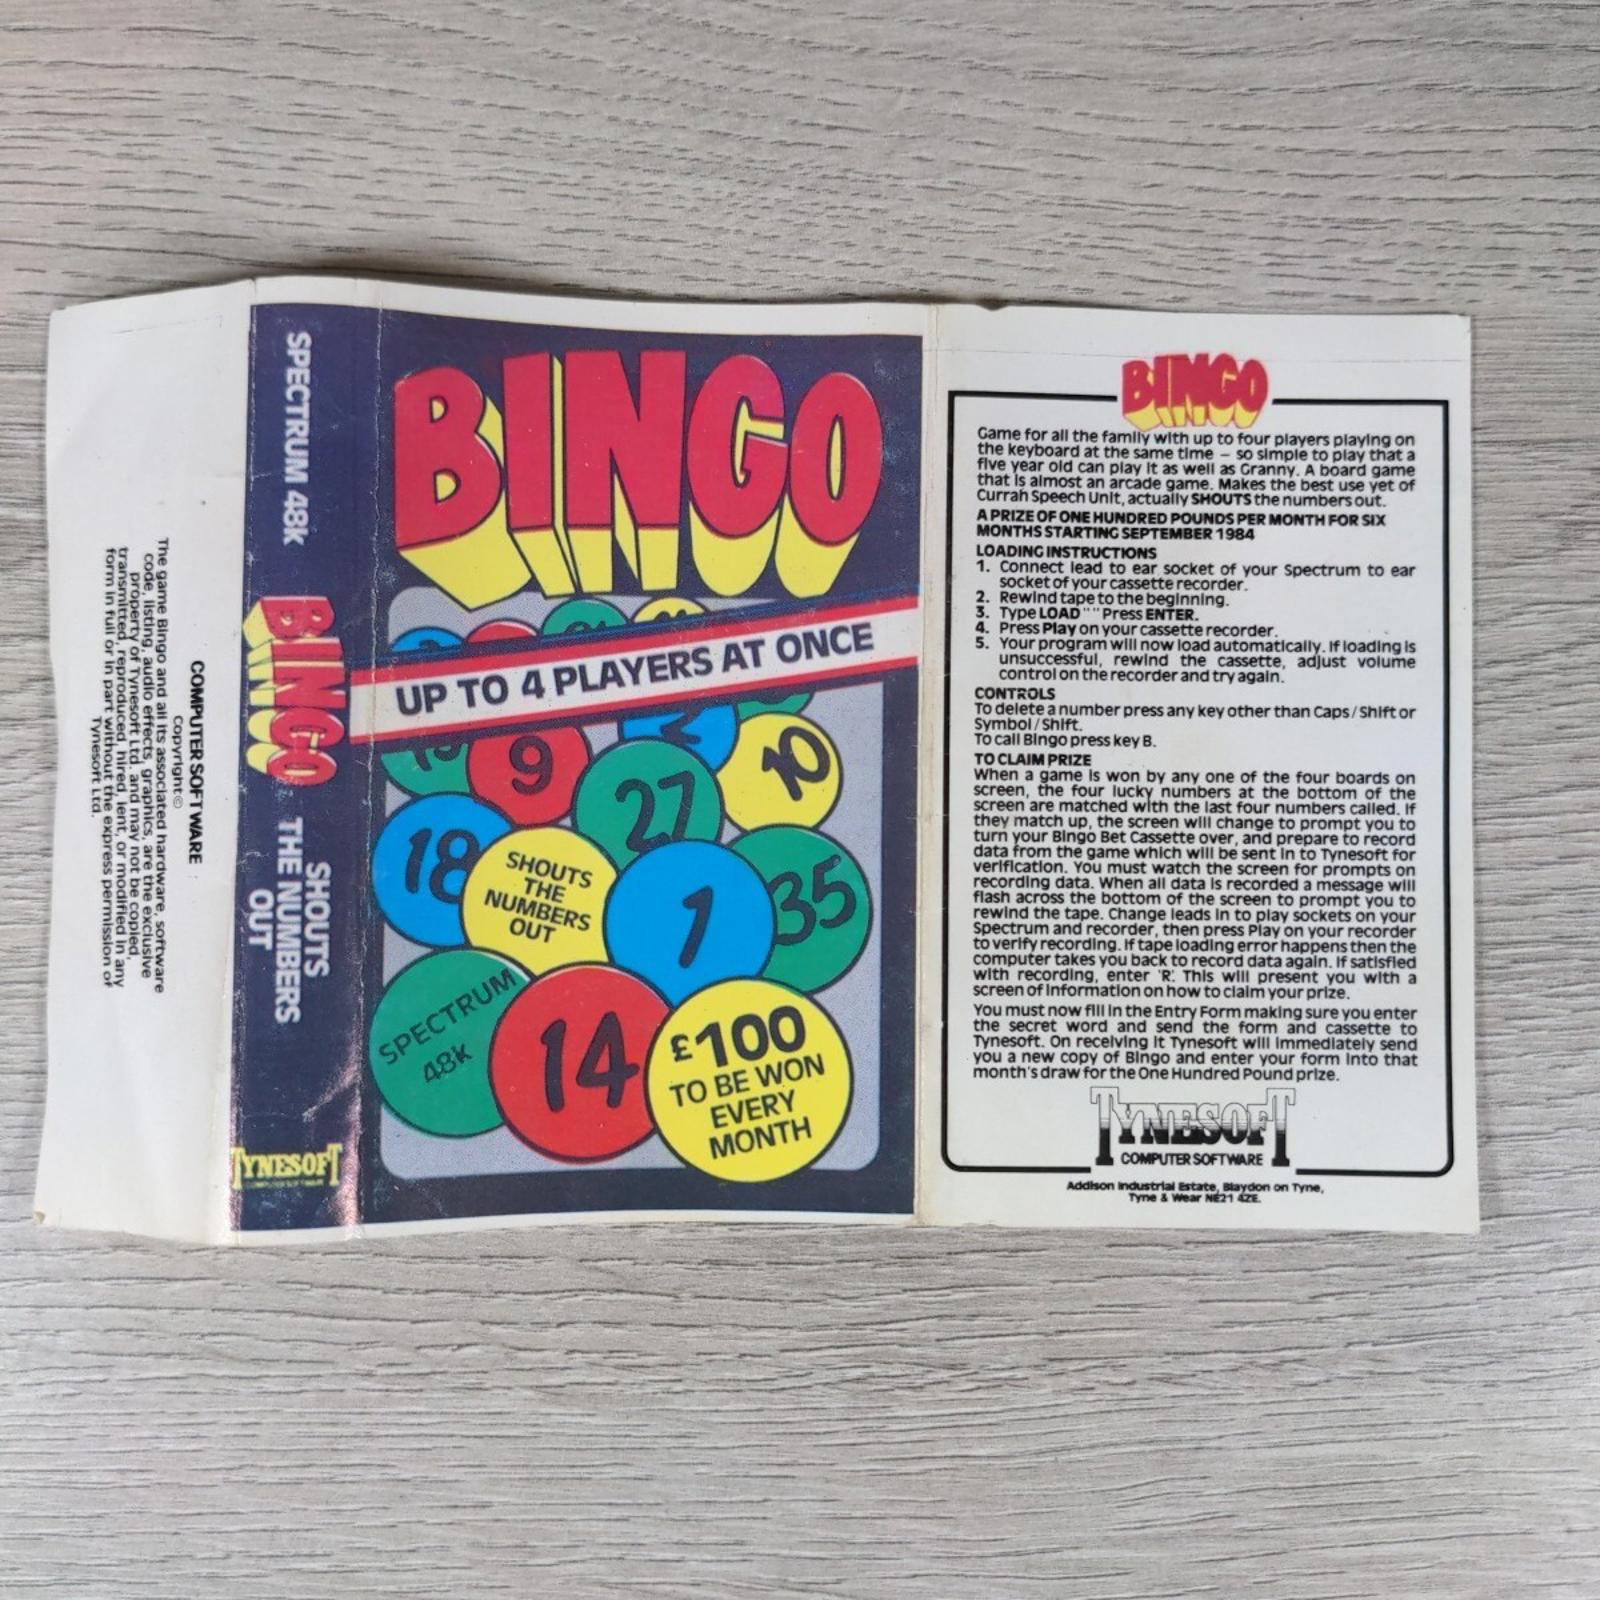 COMPUTER SOFTWARE
Copyright ©
The game Bingo and all its associated hardware, software
code, listing, audio effects, graphics, are the exclusive
property of Tynesoft Ltd. and may not be copied,
transmitted, reproduced, hired, lent, or modified in any
form in full or in part without the express permission of
Tynesoft Ltd.
SPECTRUM 48K
BINGO
SHOUTS
THE NUMBERS
OUT
TYNESOFT
COMPUTER SOFTWARE
BINGO
UP TO 4 PLAYERS AT ONCE
9
10
27
18
SHOUTS
THE
NUMBERS
OUT
1
35
SPECTRUM
48K
14
£100
TO BE WON
EVERY
MONTH
BINGO
Game for all the family with up to four players playing on
the keyboard at the same time – so simple to play that a
five year old can play it as well as Granny. A board game
that is almost an arcade game. Makes the best use yet of
Currah Speech Unit, actually SHOUTS the numbers out.
A PRIZE OF ONE HUNDRED POUNDS PER MONTH FOR SIX
MONTHS STARTING SEPTEMBER 1984
LOADING INSTRUCTIONS
1. Connect lead to ear socket of your Spectrum to ear
socket of your cassette recorder.
2. Rewind tape to the beginning.
3. Type LOAD "" Press ENTER.
4. Press Play on your cassette recorder.
5. Your program will now load automatically. If loading is
unsuccessful, rewind the cassette, adjust volume
control on the recorder and try again.
CONTROLS
To delete a number press any key other than Caps/Shift or
Symbol/Shift.
To call Bingo press key B.
TO CLAIM PRIZE
When a game is won by any one of the four boards on
screen, the four lucky numbers at the bottom of the
screen are matched with the last four numbers called. If
they match up, the screen will change to prompt you to
turn your Bingo Bet Cassette over, and prepare to record
data from the game which will be sent in to Tynesoft for
verification. You must watch the screen for prompts on
recording data. When all data is recorded a message will
flash across the bottom of the screen to prompt you to
rewind the tape. Change leads in to play sockets on your
Spectrum and recorder, then press Play on your recorder
to verify recording. If tape loading error happens then the
computer takes you back to record data again. If satisfied
with recording, enter 'R'. This will present you with a
screen of information on how to claim your prize.
You must now fill in the Entry Form making sure you enter
the secret word and send the form and cassette to
Tynesoft. On receiving it Tynesoft will immediately send
you a new copy of Bingo and enter your form into that
month's draw for the One Hundred Pound prize.
TYNESOFT
COMPUTER SOFTWARE
Addison Industrial Estate, Blaydon on Tyne,
Tyne & Wear NE21 4ZE.